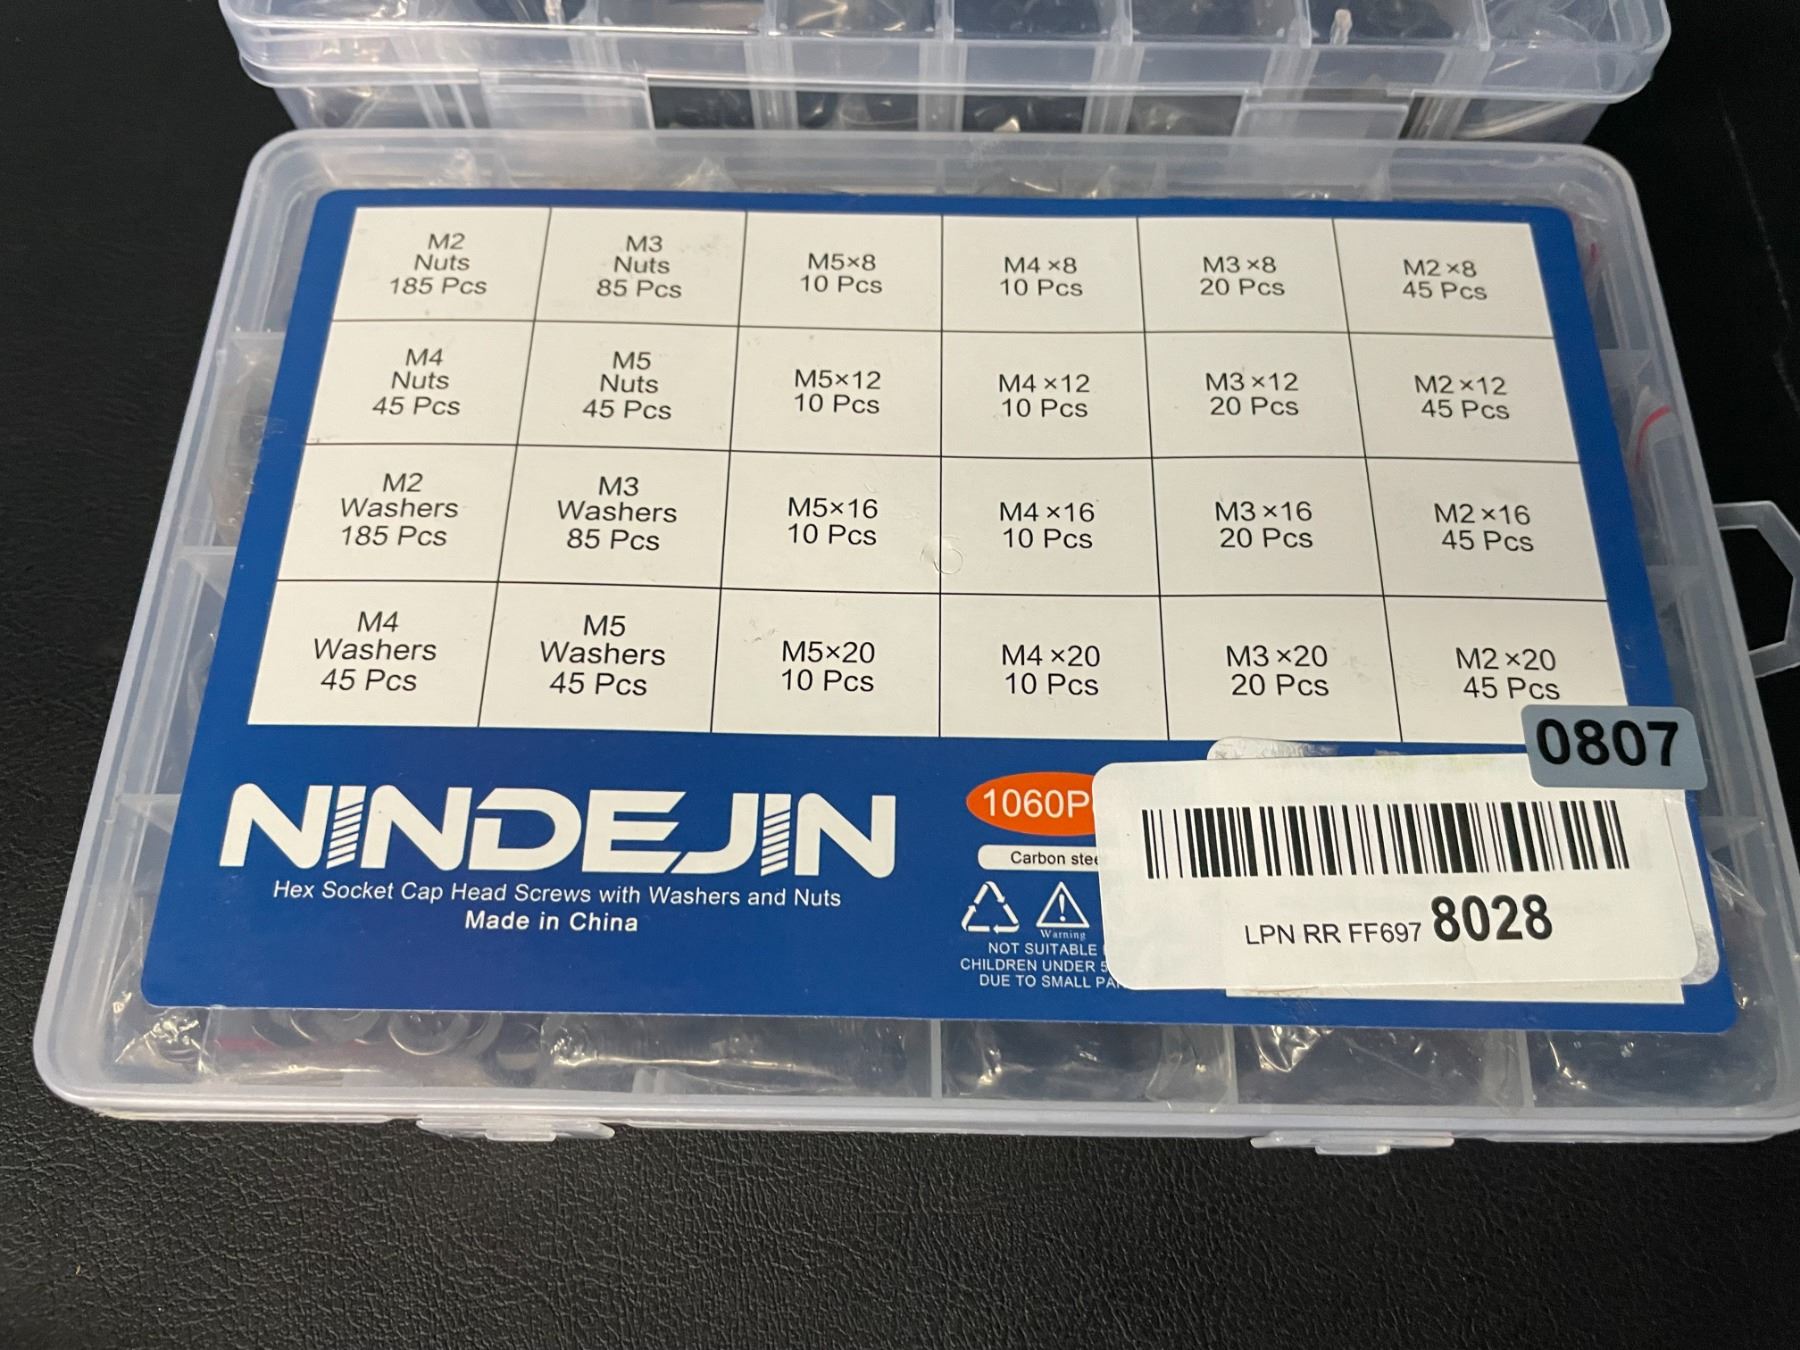 M2
Nuts
185 Pcs
M3
Nuts
85 Pcs
M5×8
10 Pcs
M4 ×8
10 Pcs
M3 ×8
20 Pcs
M2 ×8
45 Pcs
M4
Nuts
45 Pcs
M5
Nuts
45 Pcs
M5×12
10 Pcs
M4 ×12
10 Pcs
M3 ×12
20 Pcs
M2 ×12
45 Pcs
M2
Washers
185 Pcs
M3
Washers
85 Pcs
M5×16
10 Pcs
M4 ×16
10 Pcs
M3 ×16
20 Pcs
M2 ×16
45 Pcs
M4
Washers
45 Pcs
M5
Washers
45 Pcs
M5×20
10 Pcs
M4 ×20
10 Pcs
M3 ×20
20 Pcs
M2 ×20
45 Pcs
0807
NINDEJIN
Hex Socket Cap Head Screws with Washers and Nuts
Made in China
1060P
Carbon stee
Warning
NOT SUITABLE
CHILDREN UNDER 5
DUE TO SMALL PA
LPN RR FF697 8028